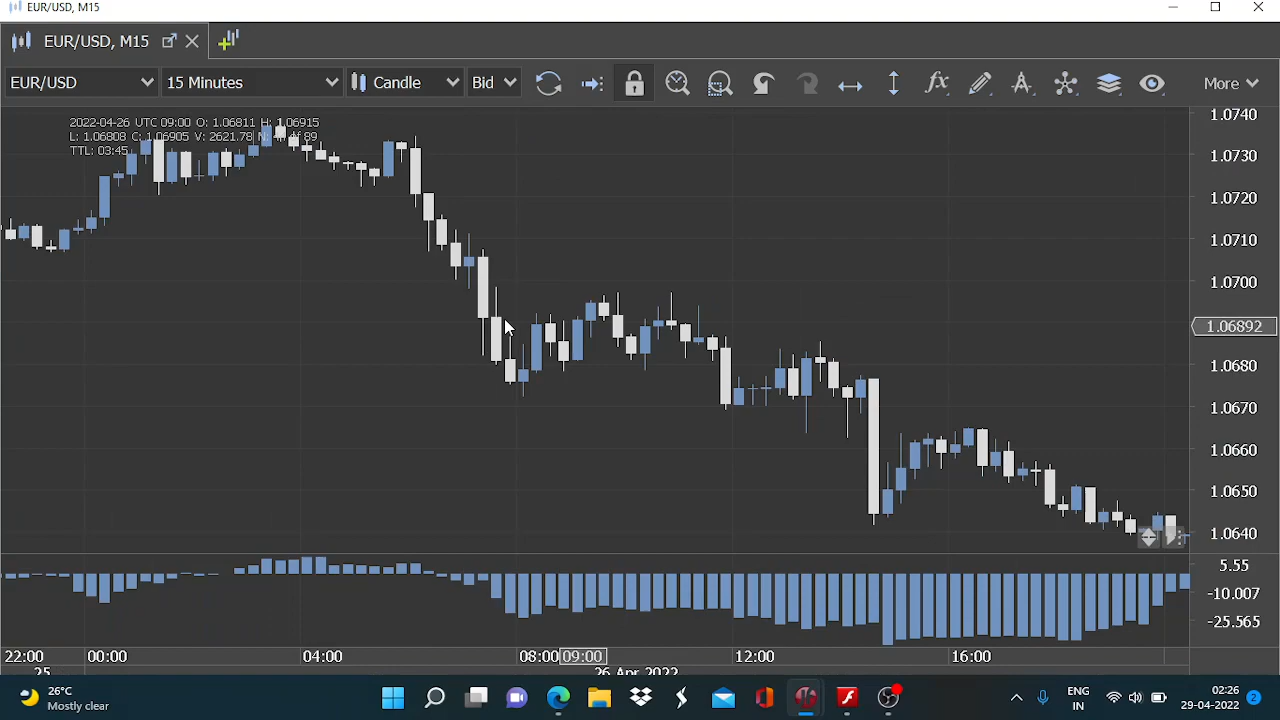 EUR/USD, M15
EUR/USD, M15
EUR/USD 15 Minutes Candle Bid More
2022-04-26 UTC 09:00 O: 1.06811 H: 1.06915
L: 1.06808 C: 1.06905 V: 2621.78
TTL: 03:45
1.0740
1.0730
1.0720
1.0710
1.0700
1.06892
1.0680
1.0670
1.0660
1.0650
1.0640
5.55
-10.007
-25.565
22:00 00:00 04:00 08:00 09:00 12:00 16:00
25 26 Apr 2022
26°C
Mostly clear
ENG
IN
02:26
29-04-2022
2